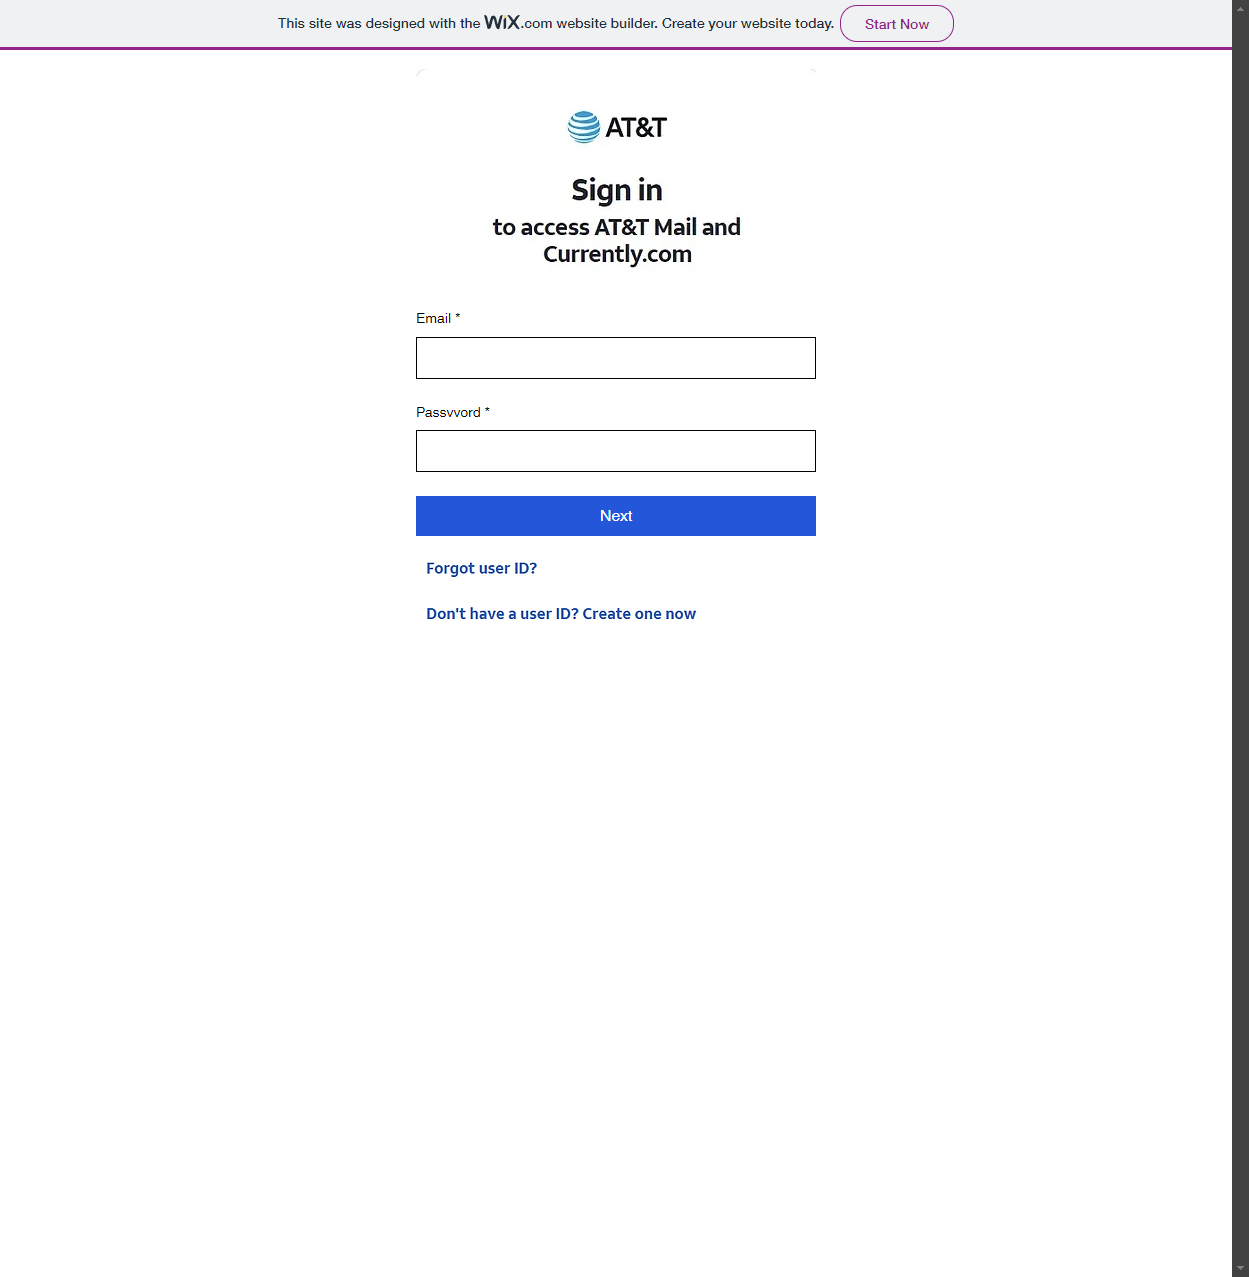 This site was designed with the WiX.com website builder. Create your website today. Start Now
AT&T
Sign in
to access AT&T Mail and
Currently.com
Email *
Passvvord *
Next
Forgot user ID?
Don't have a user ID? Create one now